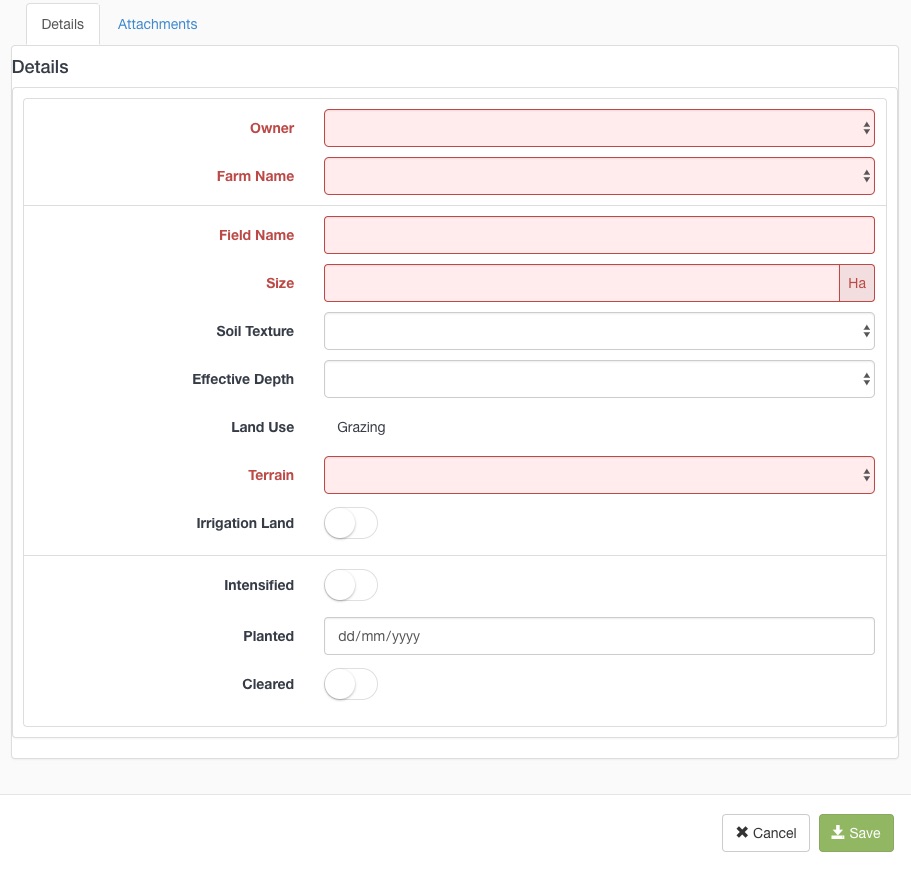 Details Attachments
Details
Owner
Farm Name
Field Name
Size Ha
Soil Texture
Effective Depth
Land Use Grazing
Terrain
Irrigation Land
Intensified
Planted dd/mm/yyyy
Cleared
Cancel Save